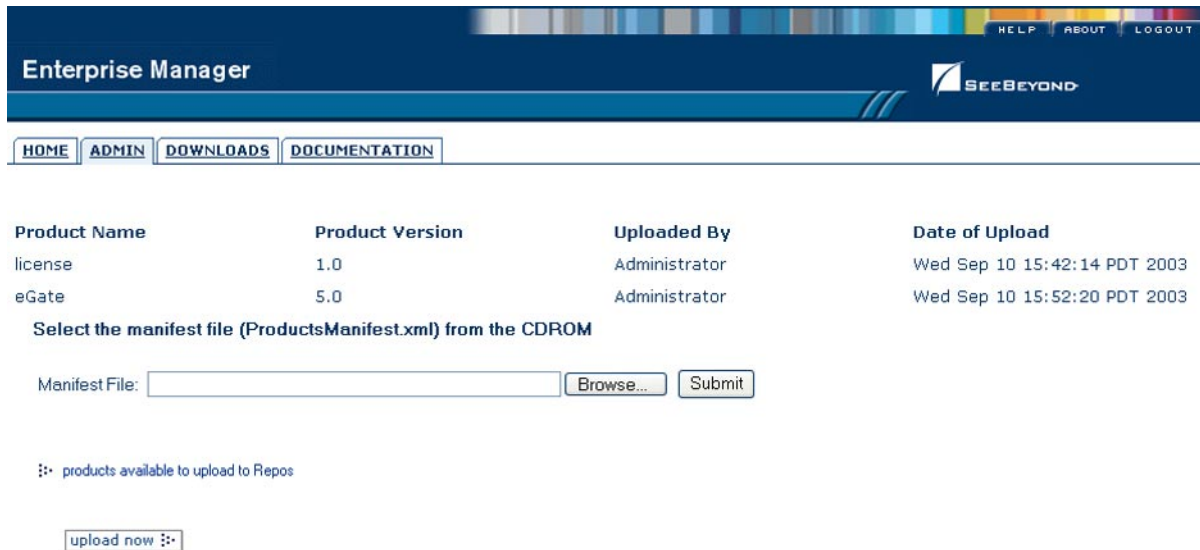 HELP ABOUT LOGOUT
Enterprise Manager
SEEBEYOND
HOME ADMIN DOWNLOADS DOCUMENTATION
Product Name Product Version Uploaded By Date of Upload
license 1.0 Administrator Wed Sep 10 15:42:14 PDT 2003
eGate 5.0 Administrator Wed Sep 10 15:52:20 PDT 2003
Select the manifest file (ProductsManifest.xml) from the CDROM
Manifest File: Browse... Submit
products available to upload to Repos
upload now